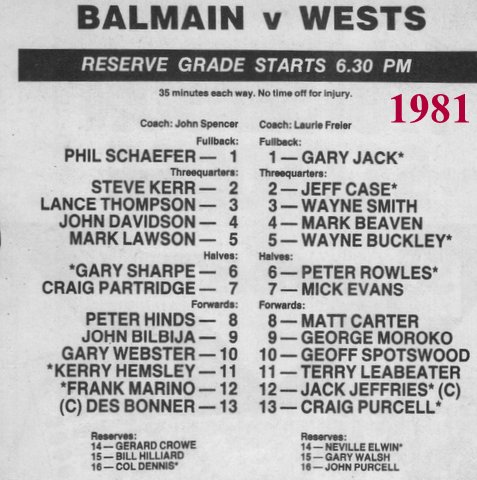 BALMAIN v WESTS
RESERVE GRADE STARTS 6.30 PM
35 minutes each way. No time off for injury.
1981
Coach: John Spencer Coach: Laurie Freier
Fullback: Fullback:
PHIL SCHAEFER — 1 1 — GARY JACK*
Threequarters: Threequarters:
STEVE KERR — 2 2 — JEFF CASE*
LANCE THOMPSON — 3 3 — WAYNE SMITH
JOHN DAVIDSON — 4 4 — MARK BEAVEN
MARK LAWSON — 5 5 — WAYNE BUCKLEY*
Halves: Halves:
*GARY SHARPE — 6 6 — PETER ROWLES*
CRAIG PARTRIDGE — 7 7 — MICK EVANS
Forwards: Forwards:
PETER HINDS — 8 8 — MATT CARTER
JOHN BILBIJA — 9 9 — GEORGE MOROKO
GARY WEBSTER — 10 10 — GEOFF SPOTSWOOD
*KERRY HEMSLEY — 11 11 — TERRY LEABEATER
*FRANK MARINO — 12 12 — JACK JEFFRIES* (C)
(C) DES BONNER — 13 13 — CRAIG PURCELL*
Reserves: Reserves:
14 — GERARD CROWE 14 — NEVILLE ELWIN*
15 — BILL HILLIARD 15 — GARY WALSH
16 — COL DENNIS* 16 — JOHN PURCELL